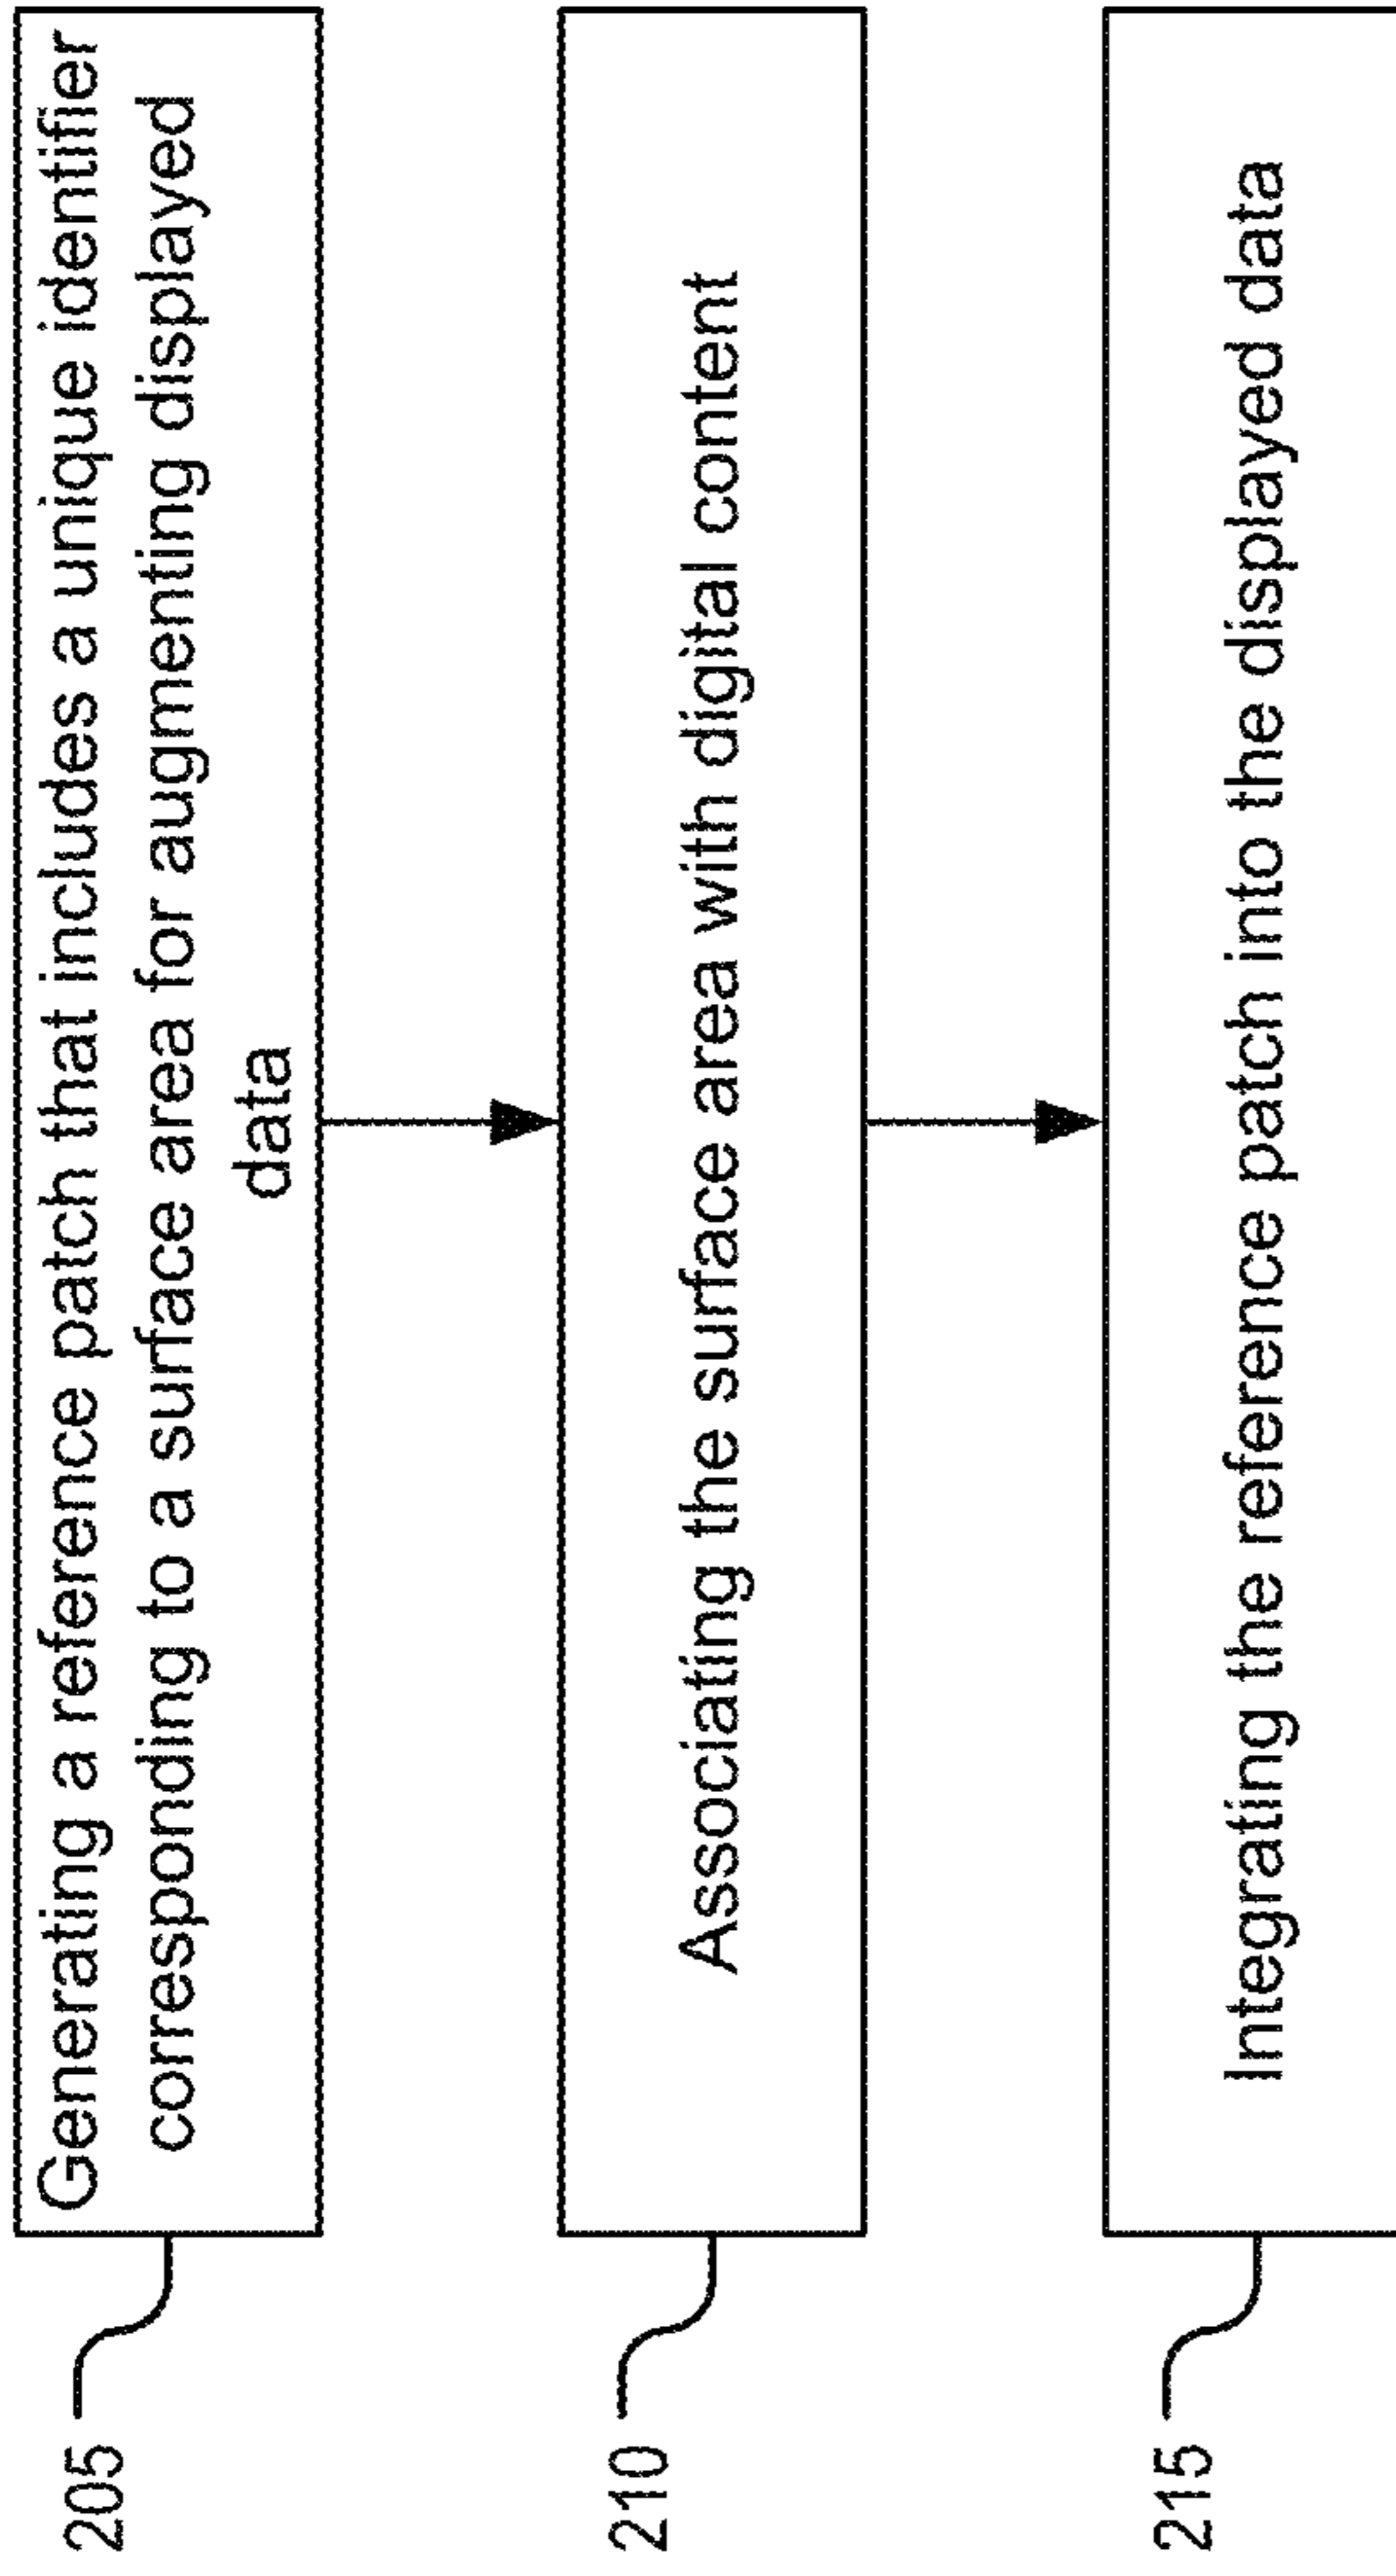 205
Generating a reference patch that includes a unique identifier
corresponding to a surface area for augmenting displayed
data
210
Associating the surface area with digital content
215
Integrating the reference patch into the displayed data